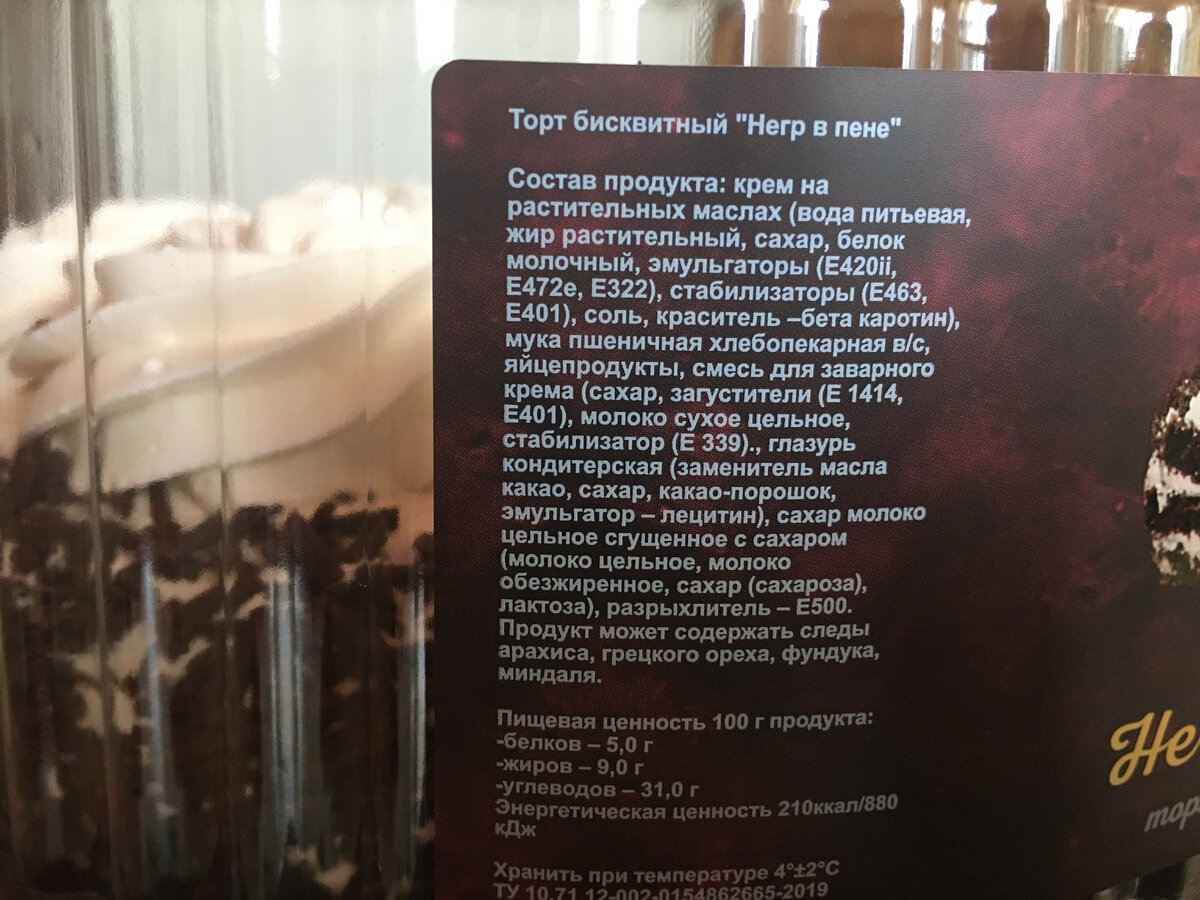 Торт бисквитный "Негр в пене"
Состав продукта: крем на
растительных маслах (вода питьевая,
жир растительный, сахар, белок
молочный, эмульгаторы (Е420ii,
Е472е, Е322), стабилизаторы (Е463,
Е401), соль, краситель –бета каротин),
мука пшеничная хлебопекарная в/с,
яйцепродукты, смесь для заварного
крема (сахар, загустители (Е 1414,
Е401), молоко сухое цельное,
стабилизатор (Е 339)., глазурь
кондитерская (заменитель масла
какао, сахар, какао-порошок,
эмульгатор – лецитин), сахар молоко
цельное сгущенное с сахаром
(молоко цельное, молоко
обезжиренное, сахар (сахароза),
лактоза), разрыхлитель – Е500.
Продукт может содержать следы
арахиса, грецкого ореха, фундука,
миндаля.
Пищевая ценность 100 г продукта:
-белков – 5,0 г
-жиров – 9,0 г
-углеводов – 31,0 г
Энергетическая ценность 210ккал/880
кДж
Хранить при температуре 4°±2°С
ТУ 10.71.12-002-0154862665-2019
Не
тор